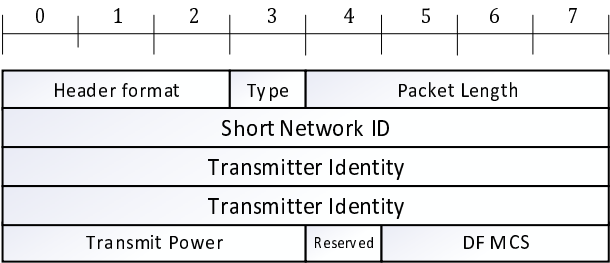 0 1 2 3 4 5 6 7
Header format Type Packet Length
Short Network ID
Transmitter Identity
Transmitter Identity
Transmit Power Reserved DF MCS